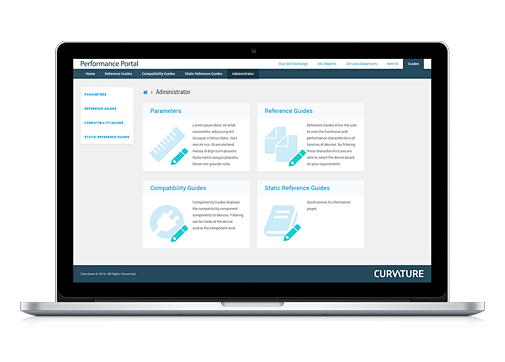 Performance Portal
Buy Sell Exchange
UIG Reports
Arrivals/Departures
Item ID
Guides
Home
Reference Guides
Compatibility Guides
Static Reference Guides
Administrator
PARAMETERS
REFERENCE GUIDES
COMPATIBILITY GUIDES
STATIC REFERENCE GUIDES
› Administrator
Parameters
Lorem ipsum dolor sit amet,
consectetur adipiscing elit.
Quisque in tellus libero. Duis
non mi nisi. Etiam eleifend
massa id dignissim posuere.
Nulla mattis congue pharetra.
Donec nec gravida nulla.
Reference Guides
Reference Guides allow the user
to view the functional and
performance characteristics of
families of devices. By filtering
these characteristics users are
able to select the device based
on your requirements.
Compatibility Guides
Compatibility Guides displays
the compatibility component
components to devices. Filtering
can be made at the device
and/or the component level.
Static Reference Guides
Quick access to information
pages.
Curvature © 2014. All Rights Reserved
CURVATURE